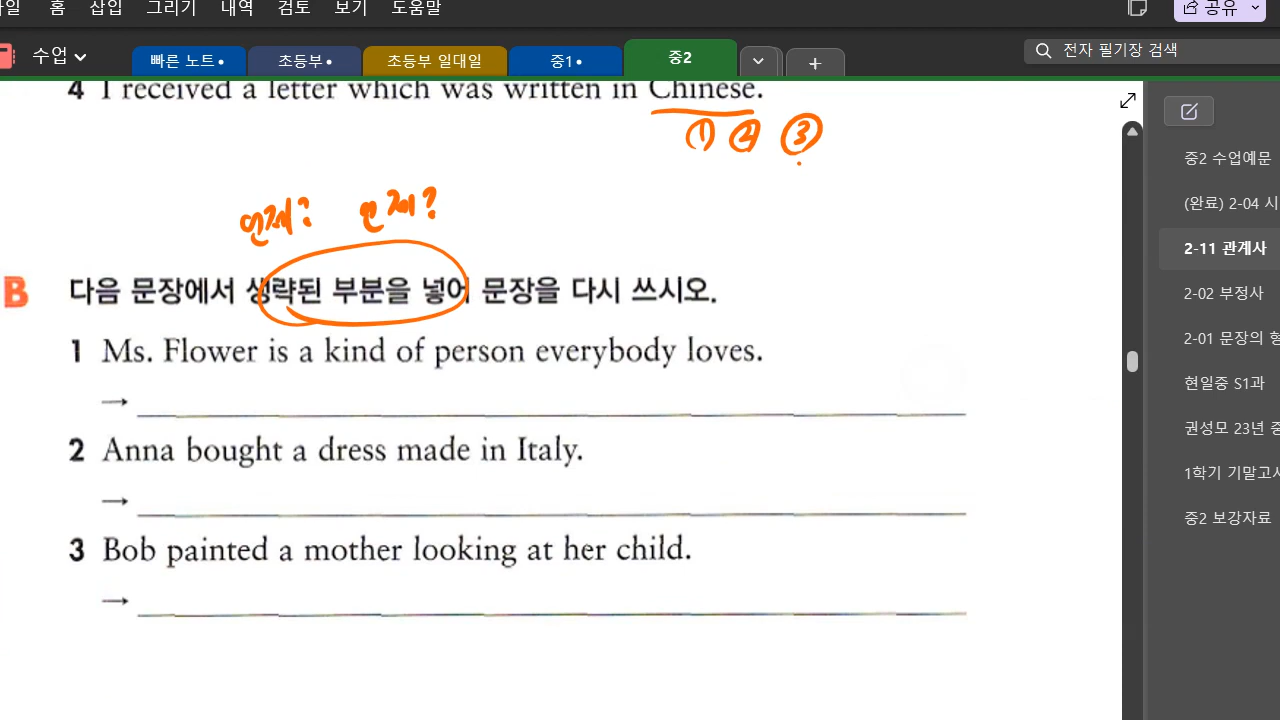 홈 삽입 그리기 내역 검토 보기 도움말
공유
수업
빠른 노트
초등부
초등부 일대일
중1
중2
+
전자 필기장 검색
4 I received a letter which was written in Chinese.
① ② ③
언제? 언제?
B 다음 문장에서 생략된 부분을 넣어 문장을 다시 쓰시오.
1 Ms. Flower is a kind of person everybody loves.
→
2 Anna bought a dress made in Italy.
→
3 Bob painted a mother looking at her child.
→
중2 수업예문
(완료) 2-04 시
2-11 관계사
2-02 부정사
2-01 문장의 형
현일중 S1과
권성모 23년 중
1학기 기말고사
중2 보강자료